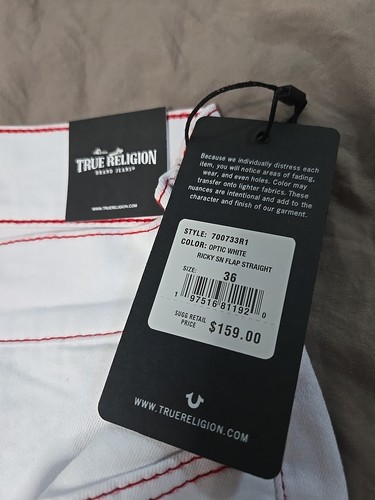 TRUE RELIGION
BRAND JEANS
WWW.TRUERELIGION.COM
Because we individually distress each
item, you will notice areas of fading,
wear, and even holes. Color may
transfer onto lighter fabrics. These
nuances are intentional and add to the
character and finish of our garment.
STYLE: 700733R1
COLOR: OPTIC WHITE
RICKY SN FLAP STRAIGHT
SIZE: 36
1 97516 81192 0
SUGG RETAIL
PRICE $159.00
WWW.TRUERELIGION.COM